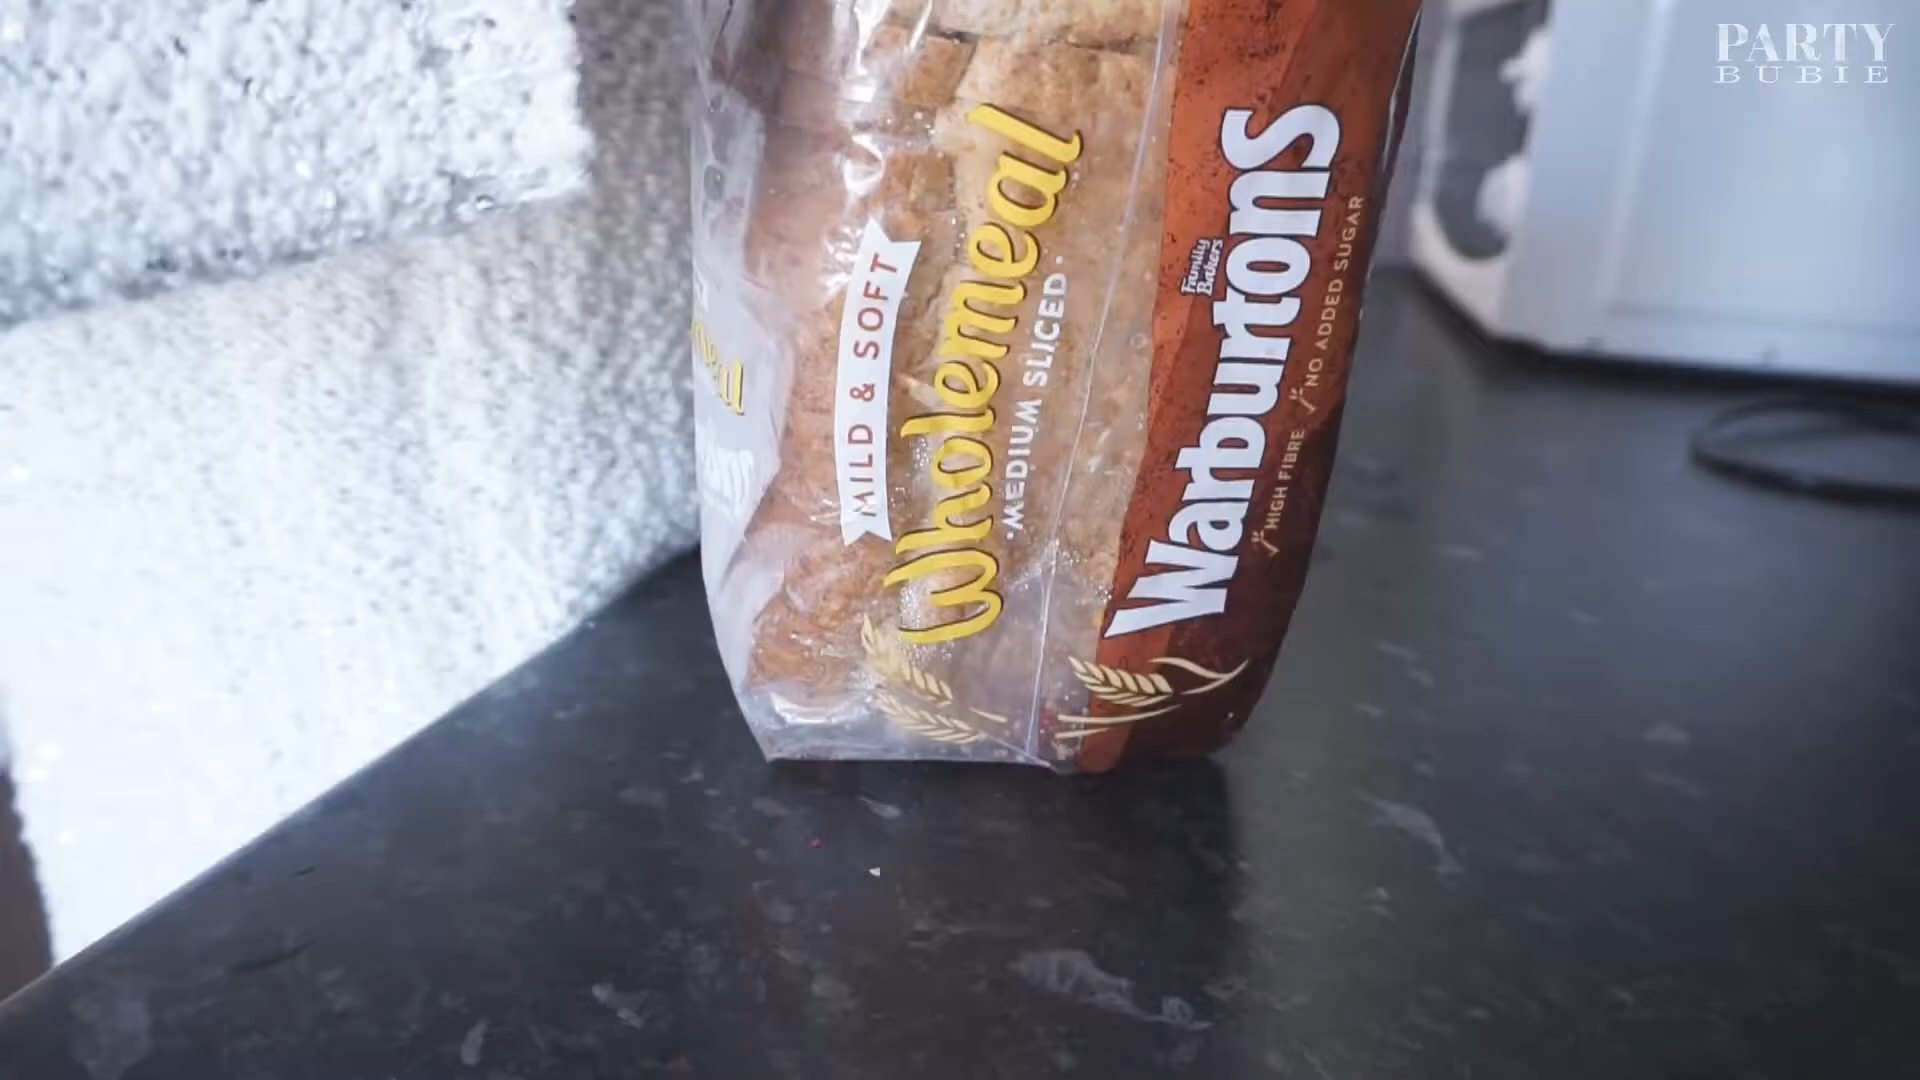 PARTY
BUBIE
MILD & SOFT
Wholemeal
·MEDIUM SLICED·
Family
Bakers
Warburtons
HIGH FIBRE NO ADDED SUGAR